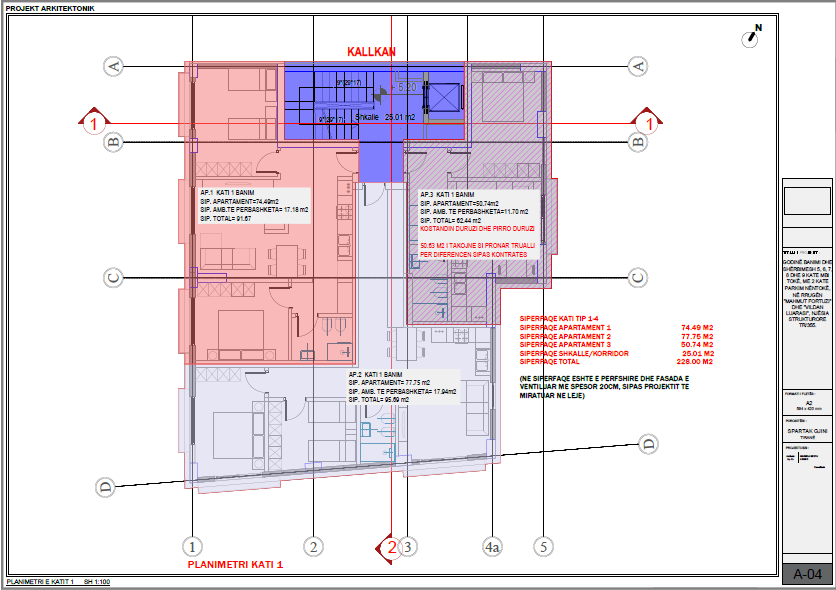 PROJEKT ARKITEKTONIK
N
KALLKAN
A
A
5.20
Shkalle 25.01 m2
1
1
B
B
AP.1 KATI 1 BANIM
SIP. APARTAMENT=74.49m2
SIP. AMB.TE PERBASHKETA= 17.18 m2
SIP. TOTAL= 91.67
AP.3 KATI 1 BANIM
SIP. APARTAMENT=50.74m2
SIP. AMB.TE PERBASHKETA=11.70 m2
SIP. TOTAL= 62.44 m2
KOSTANDIN DURUZI DHE PIRRO DURUZI
50.63 M2 I TAKOJNE SI PRONAR TRUALLI
PER DIFERENCEN SIPAS KONTRATES
C
C
SIPERFAQE KATI TIP 1-4
SIPERFAQE APARTAMENT 1 74.49 M2
SIPERFAQE APARTAMENT 2 77.75 M2
SIPERFAQE APARTAMENT 3 50.74 M2
SIPERFAQE SHKALLE/KORRIDOR 25.01 M2
SIPERFAQE TOTAL 228.00 M2
(NE SIPERFAQE ESHTE E PERFSHIRE DHE FASADA E
VENTILUAR ME SPESOR 20CM, SIPAS PROJEKTIT TE
MIRATUAR NE LEJE)
AP.2 KATI 1 BANIM
SIP. APARTAMENT= 77.75 m2
SIP. AMB. TE PERBASHKETA= 17.94m2
SIP. TOTAL= 95.69 m2
D
D
1
2
2
3
4a
5
PLANIMETRI KATI 1
PLANIMETRI E KATIT 1 SH 1:100
GODINË BANIMI DHE
SHËRBIMESH 5, 6, 7,
8 DHE 9 KATE MBI
TOKË, ME 2 KATE
PARKIM NËNTOKË,
NË RRUGËN
"MAHMUT FORTUZI"
DHE "VILDAN
LUARASI", NJËSIA
STRUKTURORE
TR/365.
A2
594 x 420 mm
SPARTAK GJINI
TIRANË
A-04